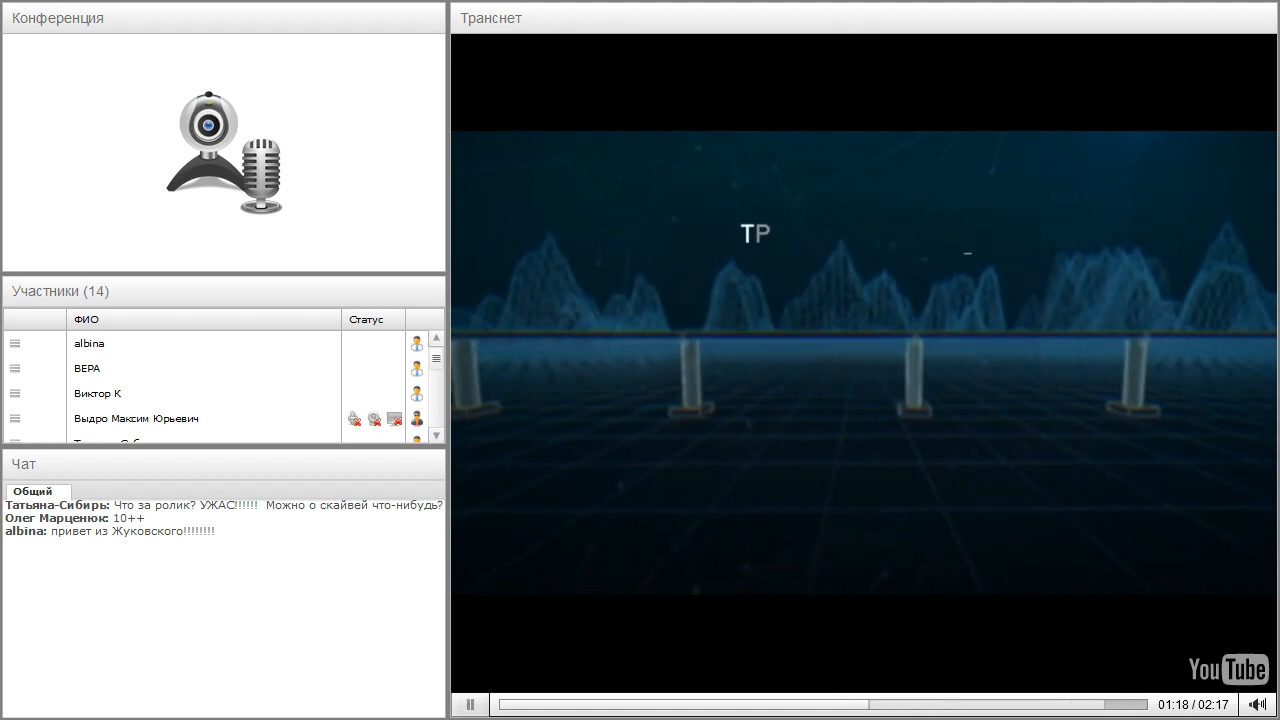 Конференция
Транснет
ТР
Участники (14)
ФИО Статус
albina
ВЕРА
Виктор К
Выдро Максим Юрьевич
Чат
Общий
Татьяна-Сибирь: Что за ролик? УЖАС!!!!!! Можно о скайвей что-нибудь?
Олег Марценюк: 10++
albina: привет из Жуковского!!!!!!!!
YouTube
01:18 / 02:17